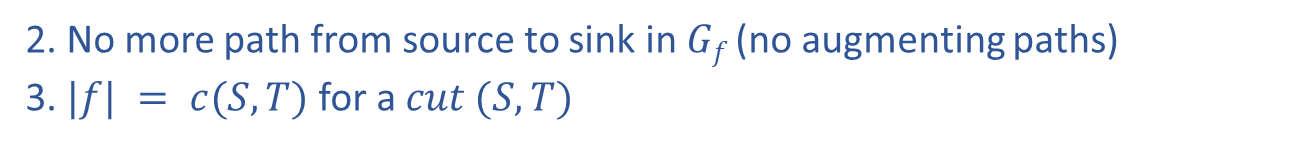 2. No more path from source to sink in G_f (no augmenting paths)
3. |f| = c(S,T) for a cut (S,T)